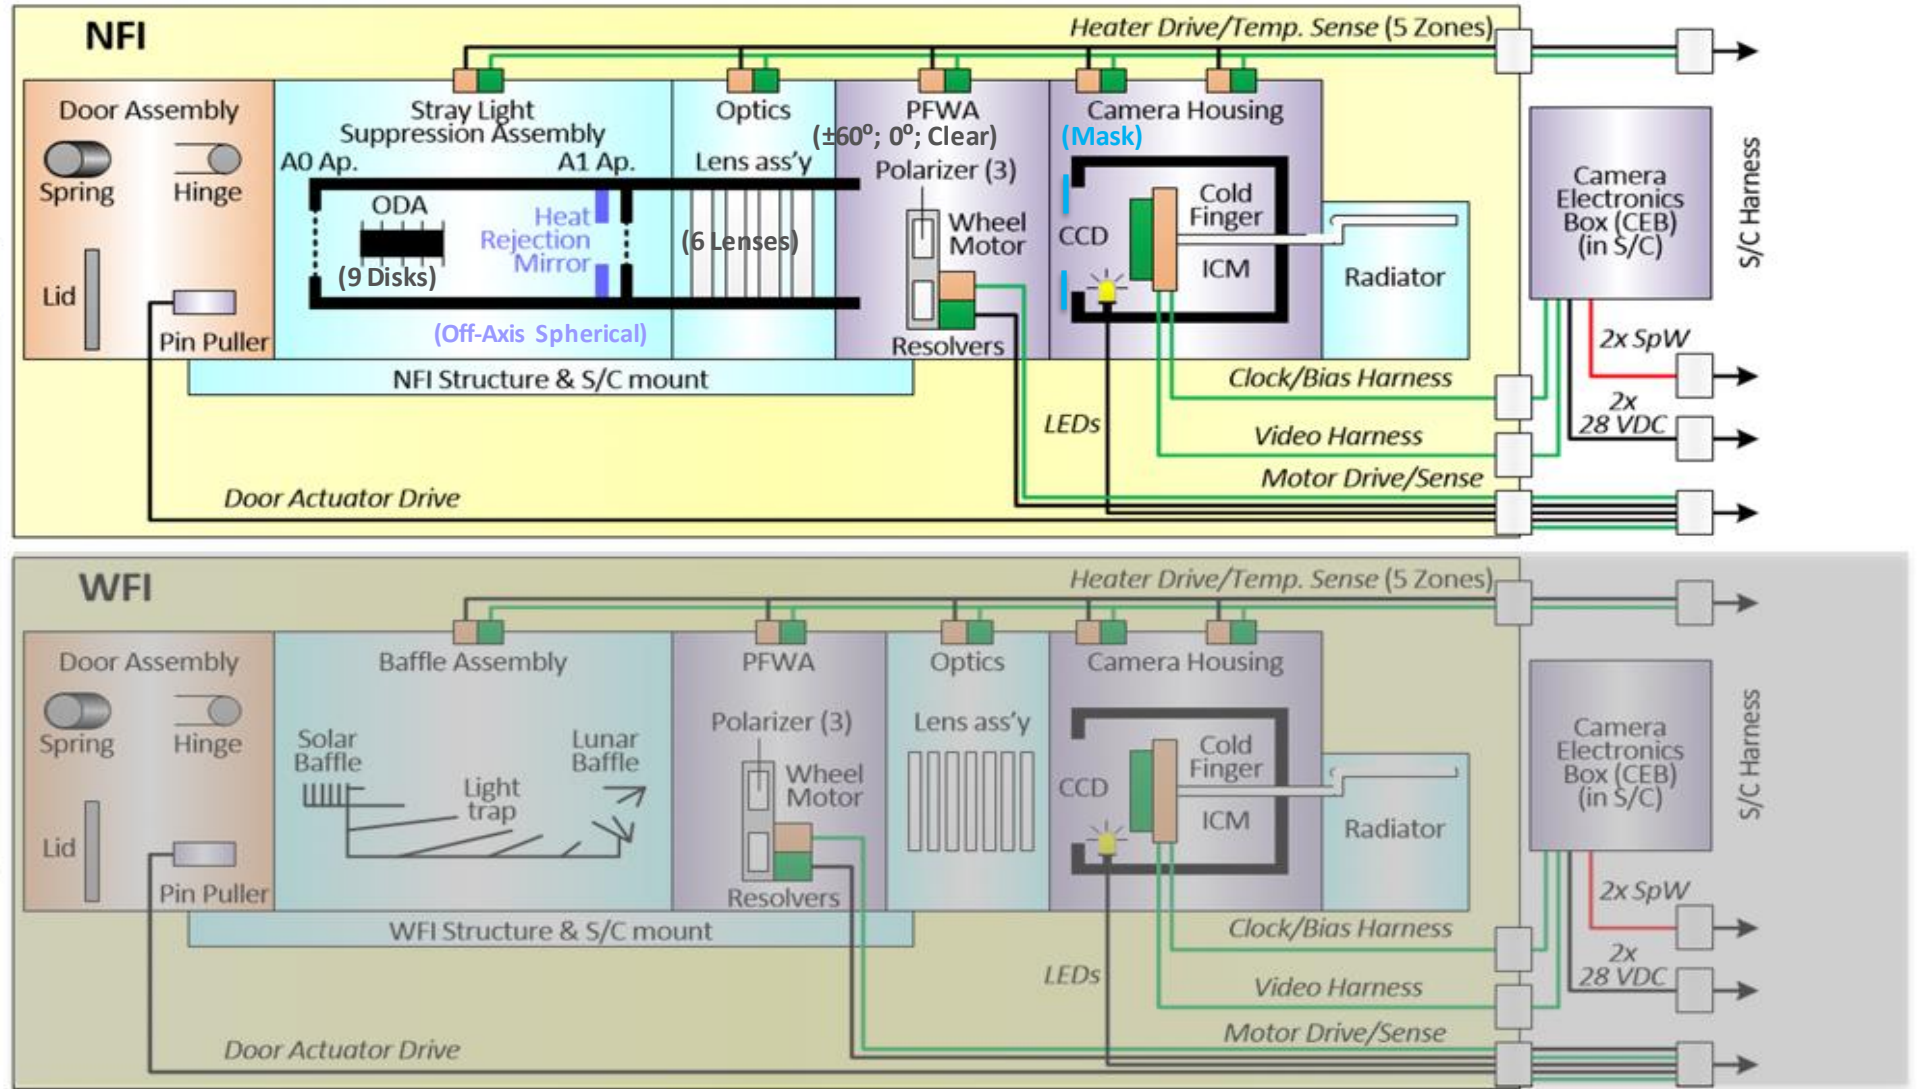 NFI
Heater Drive/Temp. Sense (5 Zones)
Door Assembly
Spring
Hinge
Lid
Pin Puller
Stray Light
Suppression Assembly
A0 Ap.
A1 Ap.
ODA
(9 Disks)
Heat
Rejection
Mirror
(Off-Axis Spherical)
Optics
Lens ass'y
(6 Lenses)
PFWA
(±60⁰; 0⁰; Clear)
Polarizer (3)
Wheel
Motor
Resolvers
Camera Housing
(Mask)
CCD
Cold
Finger
ICM
Radiator
Camera
Electronics
Box (CEB)
(in S/C)
S/C Harness
NFI Structure & S/C mount
2x SpW
2x
28 VDC
Clock/Bias Harness
LEDs
Video Harness
Motor Drive/Sense
Door Actuator Drive
WFI
Heater Drive/Temp. Sense (5 Zones)
Door Assembly
Spring
Hinge
Lid
Pin Puller
Baffle Assembly
Solar
Baffle
Light
trap
Lunar
Baffle
PFWA
Polarizer (3)
Wheel
Motor
Resolvers
Optics
Lens ass'y
Camera Housing
CCD
Cold
Finger
ICM
Radiator
Camera
Electronics
Box (CEB)
(in S/C)
S/C Harness
WFI Structure & S/C mount
2x SpW
2x
28 VDC
Clock/Bias Harness
LEDs
Video Harness
Motor Drive/Sense
Door Actuator Drive